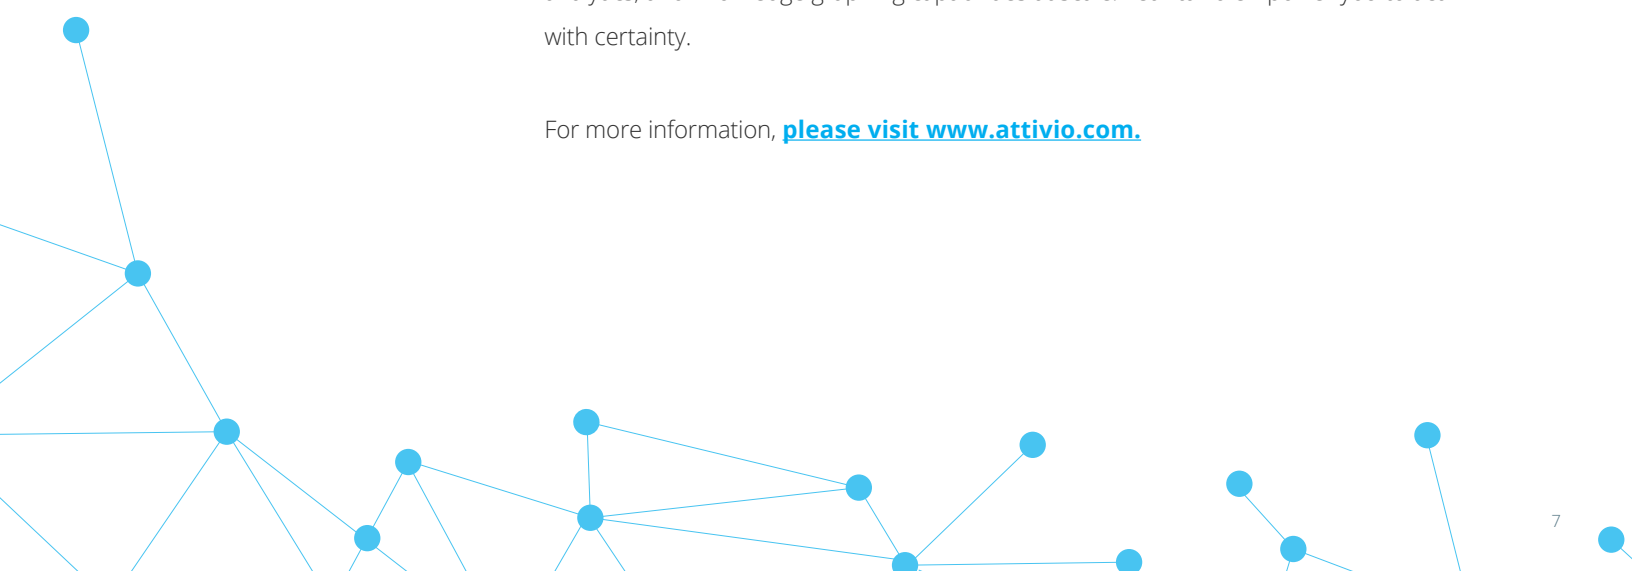 with certainty.
For more information, please visit www.attivio.com.
7